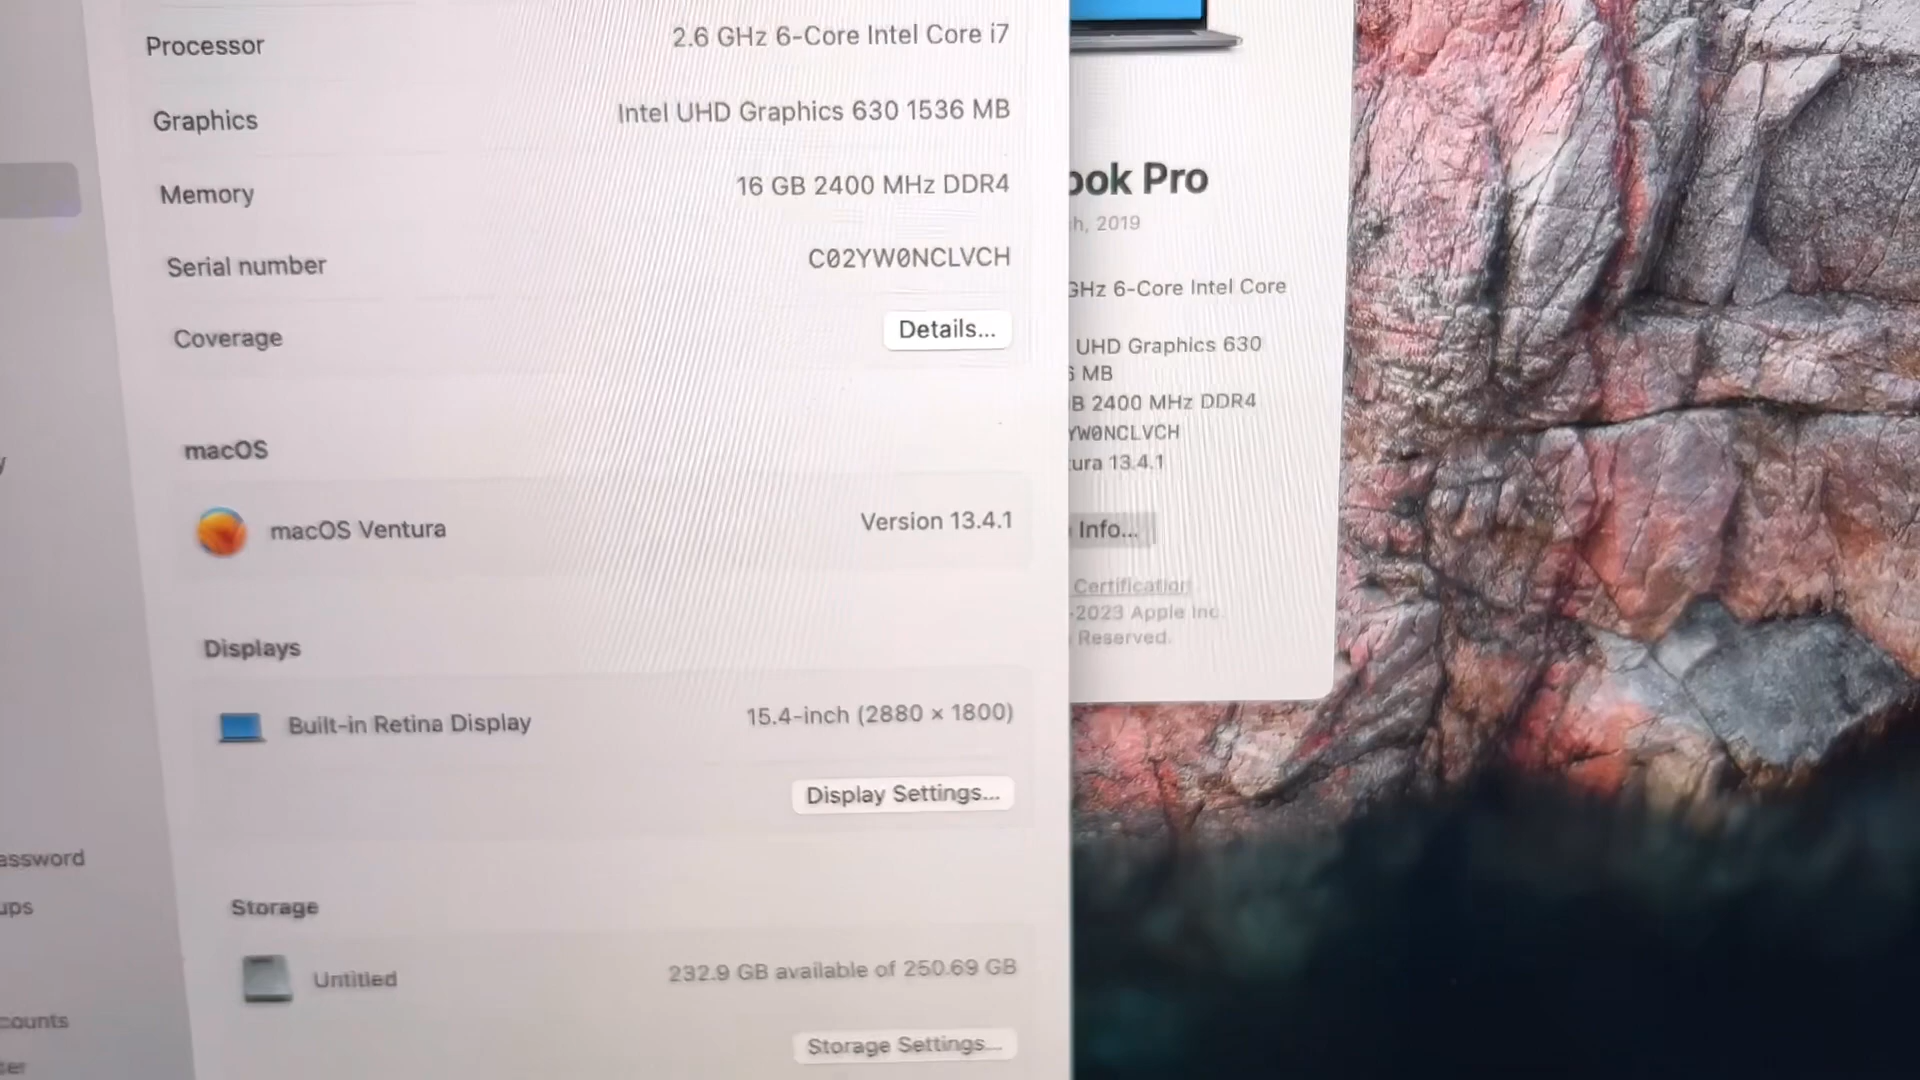 Processor 2.6 GHz 6-Core Intel Core i7
Graphics Intel UHD Graphics 630 1536 MB
Memory 16 GB 2400 MHz DDR4
Serial number C02YW0NCLVCH
Coverage Details...
macOS
macOS Ventura Version 13.4.1
Displays
Built-in Retina Display 15.4-inch (2880 × 1800)
Display Settings...
Storage
Untitled 232.9 GB available of 250.69 GB
Storage Settings...
assword
ups
counts
ook Pro
h, 2019
GHz 6-Core Intel Core
UHD Graphics 630
6 MB
B 2400 MHz DDR4
YW0NCLVCH
ura 13.4.1
Info...
Certification
-2023 Apple Inc.
Reserved.